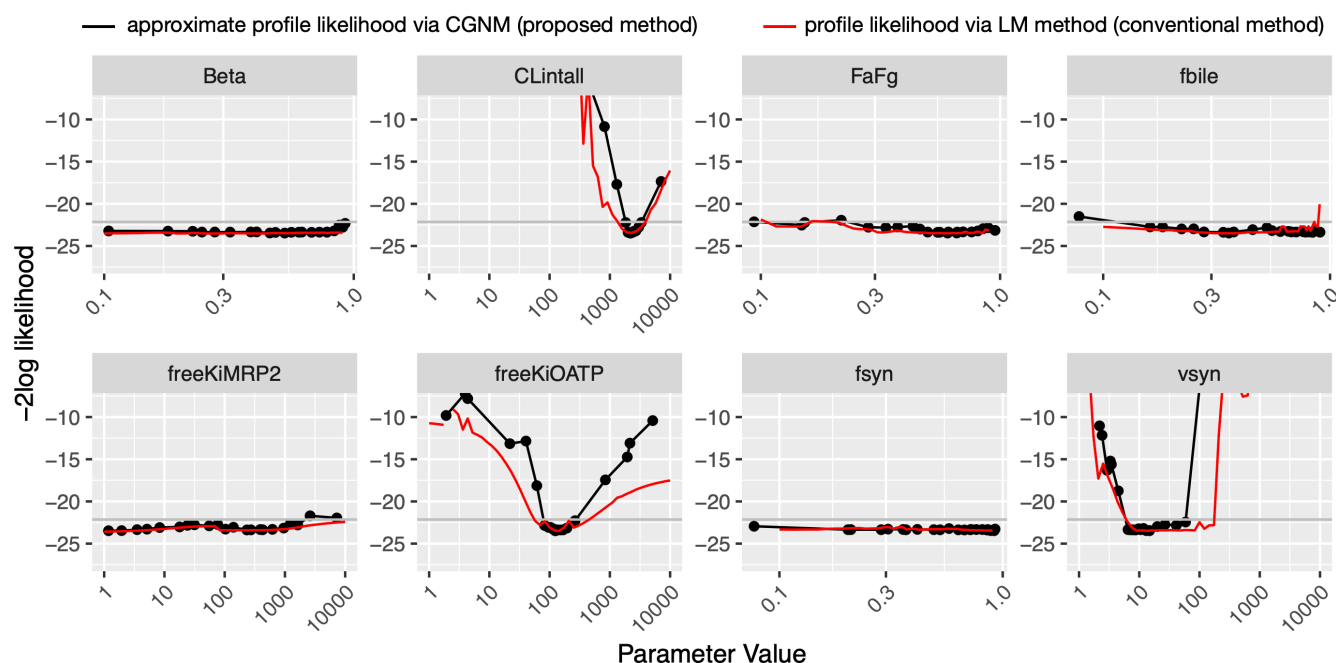 approximate profile likelihood via CGNM (proposed method) profile likelihood via LM method (conventional method)
Beta CLintall FaFg fbile
−10 −10 −10 −10
−15 −15 −15 −15
−20 −20 −20 −20
−25 −25 −25 −25
0.1 0.3 1.0 1 10 100 1000 10000 0.1 0.3 1.0 0.1 0.3 1.0
−2log likelihood
freeKiMRP2 freeKiOATP fsyn vsyn
−10 −10 −10 −10
−15 −15 −15 −15
−20 −20 −20 −20
−25 −25 −25 −25
1 10 100 1000 10000 1 10 100 1000 10000 0.1 0.3 1.0 1 10 100 1000 10000
Parameter Value